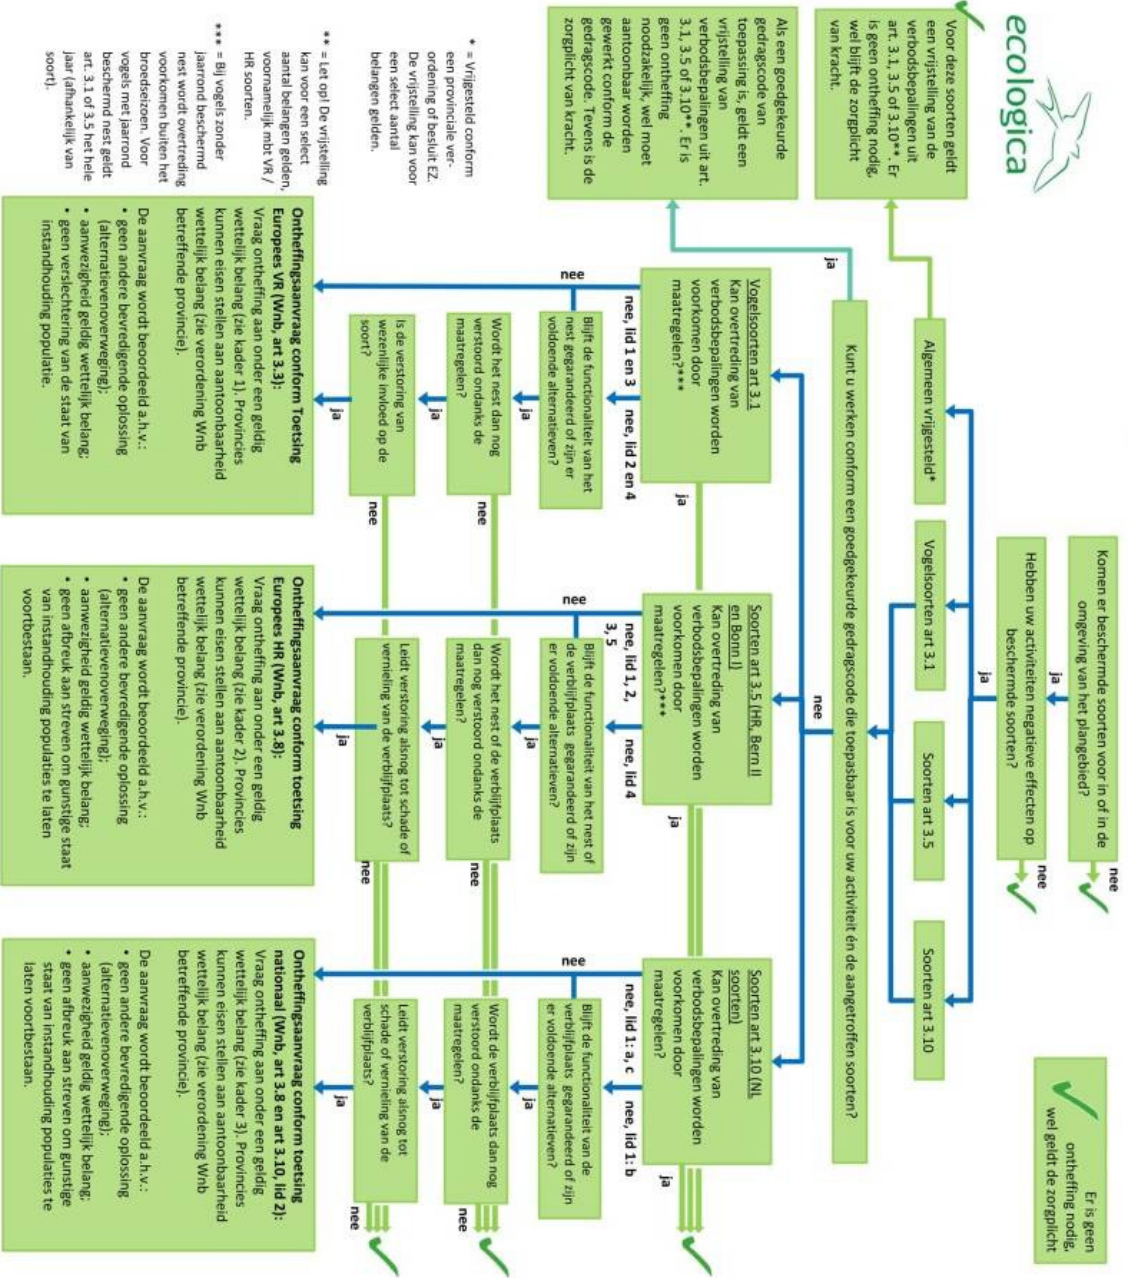 ecologica
Komen er beschermde soorten voor in of in de
omgeving van het plangebied?
nee
ja
Hebben uw activiteiten negatieve effecten op
beschermde soorten?
nee
ja
Er is geen
ontheffing nodig,
wel geldt de zorgplicht
Voor deze soorten geldt
een vrijstelling van de
verbodsbepalingen uit
art. 3.1, 3.5 of 3.10**. Er
is geen ontheffing nodig,
wel blijft de zorgplicht
van kracht.
Algemeen vrijgesteld*
Vogelsoorten art 3.1
Soorten art 3.5
Soorten art 3.10
Kunt u werken conform een goedgekeurde gedragscode die toepasbaar is voor uw activiteit én de aangetroffen soorten?
ja
nee
Als een goedgekeurde
gedragscode van
toepassing is, geldt een
vrijstelling van
verbodsbepalingen uit art.
3.1, 3.5 of 3.10**. Er is
geen ontheffing
noodzakelijk, wel moet
aantoonbaar worden
gewerkt conform de
gedragscode. Tevens is de
zorgplicht van kracht.
Vogelsoorten art 3.1
Kan overtreding van
verbodsbepalingen worden
voorkomen door
maatregelen?***
ja
Soorten art 3.5 (HR, Bern II
en Bonn I)
Kan overtreding van
verbodsbepalingen worden
voorkomen door
maatregelen?***
ja
Soorten art 3.10 (NL
soorten)
Kan overtreding van
verbodsbepalingen worden
voorkomen door
maatregelen?
ja
nee, lid 1 en 3
nee, lid 2 en 4
nee, lid 1, 2,
3, 5
nee, lid 4
nee, lid 1: a, c
nee, lid 1: b
nee
Blijft de functionaliteit van het
nest gegarandeerd of zijn er
voldoende alternatieven?
ja
nee
Blijft de functionaliteit van het nest of
de verblijfplaats gegarandeerd of zijn
er voldoende alternatieven?
ja
nee
Blijft de functionaliteit van de
verblijfplaats gegarandeerd of zijn
er voldoende alternatieven?
ja
* = Vrijgesteld conform
een provinciale ver-
ordening of besluit EZ.
De vrijstelling kan voor
een select aantal
belangen gelden.
Wordt het nest dan nog
verstoord ondanks de
maatregelen?
nee
ja
Wordt het nest of de verblijfplaats
dan nog verstoord ondanks de
maatregelen?
nee
ja
Wordt de verblijfplaats dan nog
verstoord ondanks de
maatregelen?
nee
ja
Is de verstoring van
wezenlijke invloed op de
soort?
nee
ja
Leidt verstoring alsnog tot schade of
vernieling van de verblijfplaats?
nee
ja
Leidt verstoring alsnog tot
schade of vernieling van de
verblijfplaats?
nee
ja
** = Let op! De vrijstelling
kan voor een select
aantal belangen gelden,
voornamelijk mbt VR /
HR soorten.
*** = Bij vogels zonder
jaarrond beschermd
nest wordt overtreding
voorkomen buiten het
broedseizoen. Voor
vogels met jaarrond
beschermd nest geldt
art. 3.1 of 3.5 het hele
jaar (afhankelijk van
soort).
Ontheffingsaanvraag conform Toetsing
Europees VR (Wnb, art 3.3):
Vraag ontheffing aan onder een geldig
wettelijk belang (zie kader 1). Provincies
kunnen eisen stellen aan aantoonbaarheid
wettelijk belang (zie verordening Wnb
betreffende provincie).
De aanvraag wordt beoordeeld a.h.v.:
• geen andere bevredigende oplossing
(alternatievenoverweging);
• aanwezigheid geldig wettelijk belang;
• geen verslechtering van de staat van
instandhouding populatie.
Ontheffingsaanvraag conform toetsing
Europees HR (Wnb, art 3.8):
Vraag ontheffing aan onder een geldig
wettelijk belang (zie kader 2). Provincies
kunnen eisen stellen aan aantoonbaarheid
wettelijk belang (zie verordening Wnb
betreffende provincie).
De aanvraag wordt beoordeeld a.h.v.:
• geen andere bevredigende oplossing
(alternatievenoverweging);
• aanwezigheid geldig wettelijk belang;
• geen afbreuk aan streven om gunstige staat
van instandhouding populaties te laten
voortbestaan.
Ontheffingsaanvraag conform toetsing
nationaal (Wnb, art 3.8 en art 3.10, lid 2):
Vraag ontheffing aan onder een geldig
wettelijk belang (zie kader 3). Provincies
kunnen eisen stellen aan aantoonbaarheid
wettelijk belang (zie verordening Wnb
betreffende provincie).
De aanvraag wordt beoordeeld a.h.v.:
• geen andere bevredigende oplossing
(alternatievenoverweging);
• aanwezigheid geldig wettelijk belang;
• geen afbreuk aan streven om gunstige
staat van instandhouding populaties te
laten voortbestaan.